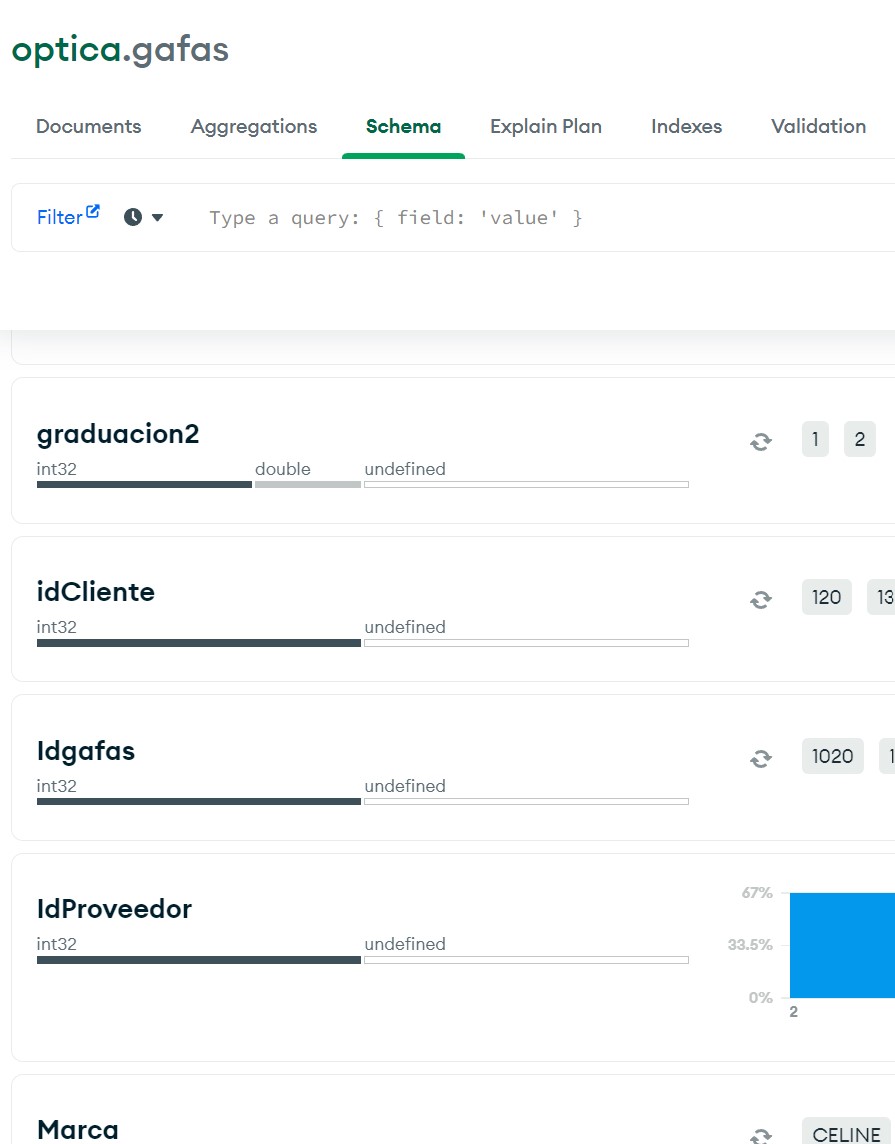 optica.gafas
Documents Aggregations Schema Explain Plan Indexes Validation
Filter Type a query: { field: 'value' }
graduacion2
int32 double undefined
1 2
idCliente
int32 undefined
120 13
Idgafas
int32 undefined
1020 1
IdProveedor
int32 undefined
67%
33.5%
0%
2
Marca
CELINE